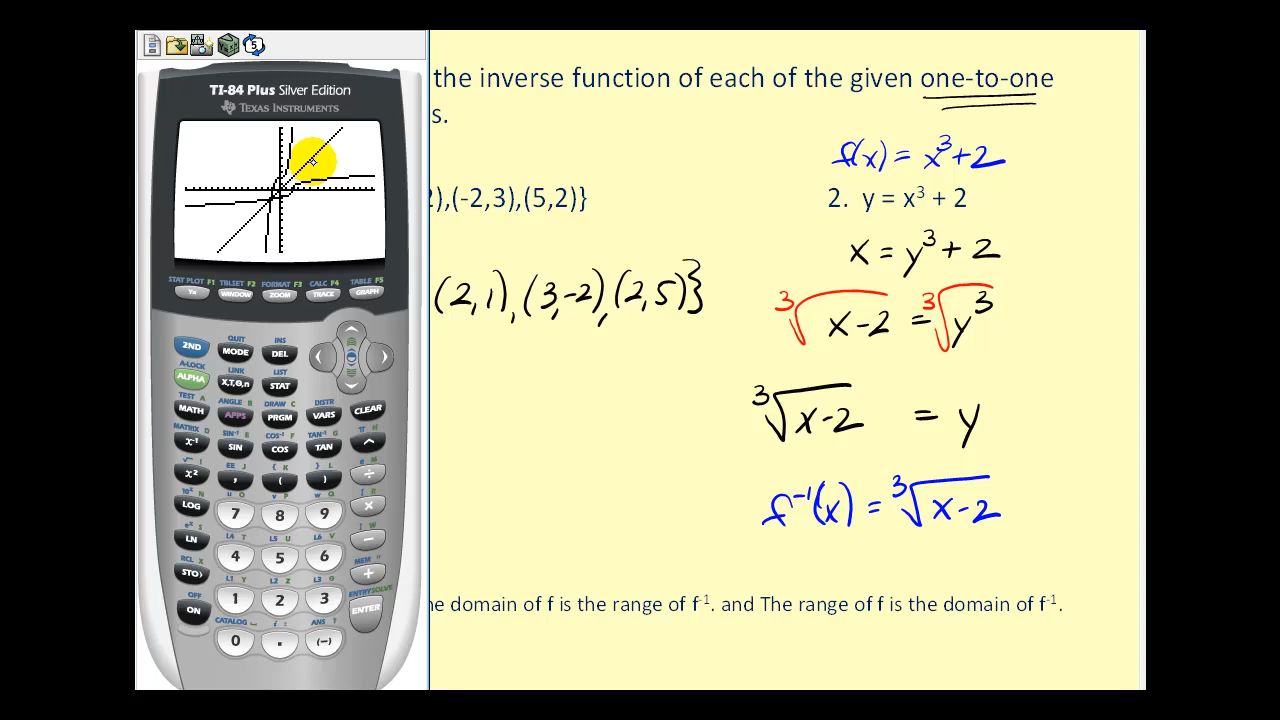 the inverse function of each of the given one-to-one
s.
f(x) = x³ + 2
2),(-2,3),(5,2)}
2. y = x³ + 2
x = y³ + 2
(2,1), (3,-2), (2,5)}
∛(x-2) = ∛(y³)
∛(x-2) = y
f⁻¹(x) = ∛(x-2)
he domain of f is the range of f⁻¹. and The range of f is the domain of f⁻¹.
TI-84 Plus Silver Edition
TEXAS INSTRUMENTS
STAT PLOT F1 TBLSET F2 FORMAT F3 CALC F4 TABLE F5
Y= WINDOW ZOOM TRACE GRAPH
QUIT INS
2ND MODE DEL
A-LOCK LINK LIST
ALPHA X,T,Θ,n STAT
TEST A ANGLE B DRAW C DISTR
MATH APPS PRGM VARS CLEAR
MATRIX D SIN⁻¹ E COS⁻¹ F TAN⁻¹ G π H
x⁻¹ SIN COS TAN ^
√ I EE J { K } L e M
x² , ( ) ÷
10ˣ N u O v P w Q [ R
LOG 7 8 9 ×
eˣ S L4 T L5 U L6 V ] W
LN 4 5 6 −
RCL X L1 Y L2 Z L3 θ MEM "
STO› 1 2 3 +
OFF CATALOG ⎵ i : ANS ? ENTRY SOLVE
ON 0 . (−) ENTER